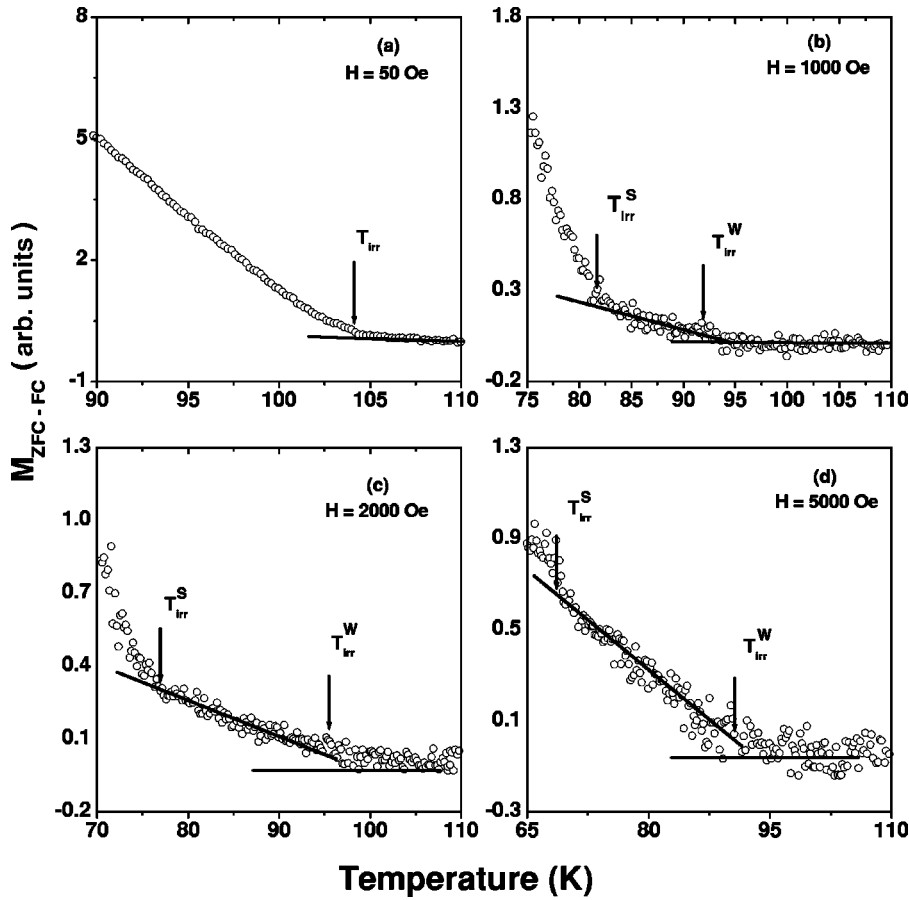 (a)
H = 50 Oe
8
5
2
-1
T_irr
90 95 100 105 110
(b)
H = 1000 Oe
1.8
1.3
0.8
0.3
-0.2
T_irr^S
T_irr^W
75 80 85 90 95 100 105 110
M_ZFC - FC (arb. units)
(c)
H = 2000 Oe
1.3
1.0
0.7
0.4
0.1
-0.2
T_irr^S
T_irr^W
70 80 90 100 110
(d)
H = 5000 Oe
1.3
0.9
0.5
0.1
-0.3
T_irr^S
T_irr^W
65 80 95 110
Temperature (K)